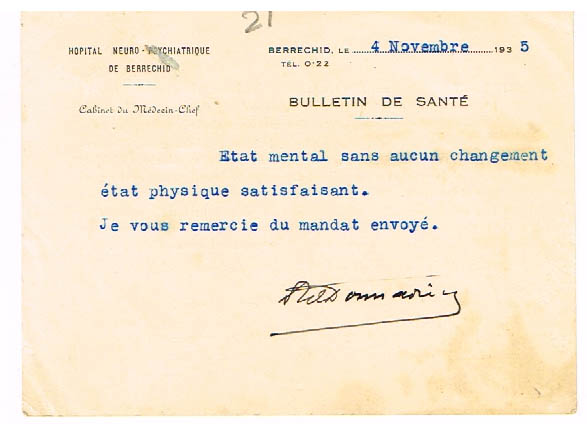 21
HOPITAL NEURO-PSYCHIATRIQUE
DE BERRECHID
Cabinet du Médecin-Chef
BERRECHID, LE 4 Novembre 1935
TÉL. 0·22
BULLETIN DE SANTÉ
Etat mental sans aucun changement
état physique satisfaisant.
Je vous remercie du mandat envoyé.